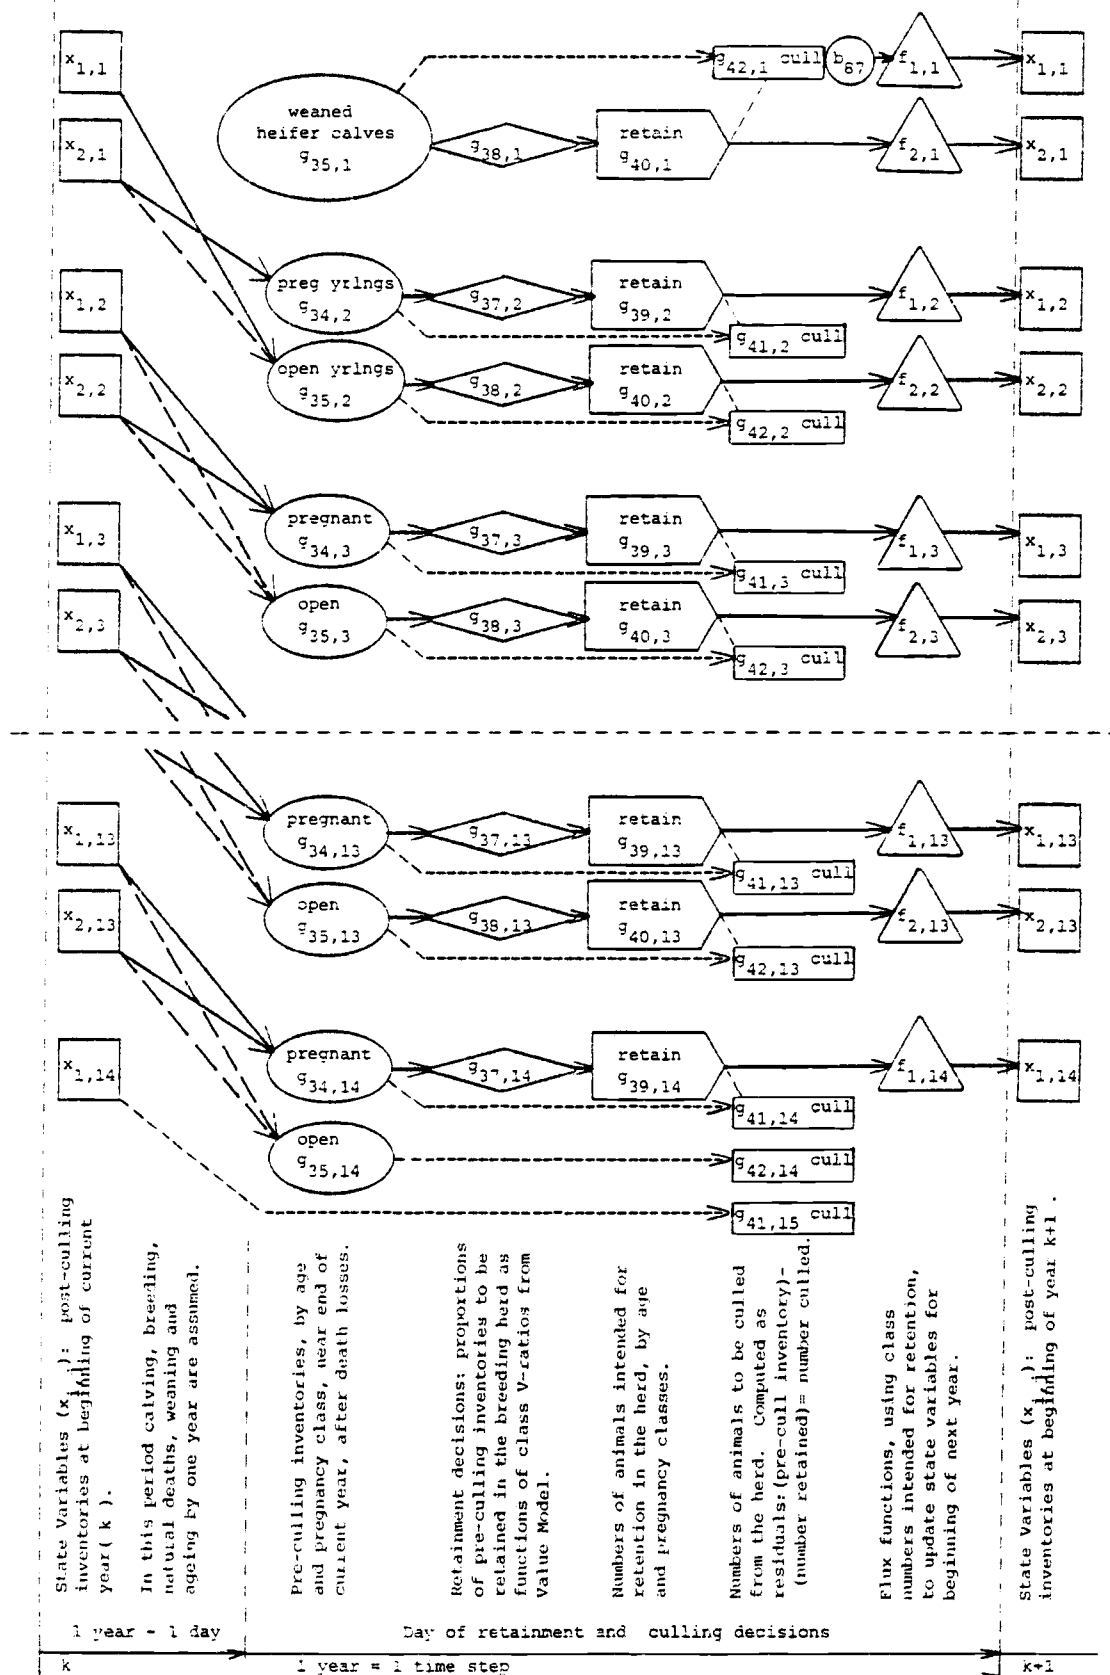 x1,1
g42,1 cull
b87
f1,1
x1,1
weaned
heifer calves
g35,1
x2,1
g38,1
retain
g40,1
f2,1
x2,1
x1,2
preg yrlngs
g34,2
g37,2
retain
g39,2
g41,2 cull
f1,2
x1,2
x2,2
open yrlngs
g35,2
g38,2
retain
g40,2
g42,2 cull
f2,2
x2,2
x1,3
pregnant
g34,3
g37,3
retain
g39,3
g41,3 cull
f1,3
x1,3
x2,3
open
g35,3
g38,3
retain
g40,3
g42,3 cull
f2,3
x2,3
x1,13
pregnant
g34,13
g37,13
retain
g39,13
g41,13 cull
f1,13
x1,13
x2,13
open
g35,13
g38,13
retain
g40,13
g42,13 cull
f2,13
x2,13
x1,14
pregnant
g34,14
g37,14
retain
g39,14
g41,14 cull
f1,14
x1,14
open
g35,14
g42,14 cull
g41,15 cull
State Variables (xi,j): post-culling
inventories at beginning of current
year( k ).
In this period calving, breeding,
natural deaths, weaning and
ageing by one year are assumed.
Pre-culling inventories, by age
and pregnancy class, near end of
current year, after death losses.
Retainment decisions: proportions
of pre-culling inventories to be
retained in the breeding herd as
functions of class V-ratios from
Value Model.
Numbers of animals intended for
retention in the herd, by age
and pregnancy classes.
Numbers of animals to be culled
from the herd. Computed as
residuals:(pre-cull inventory)-
(number retained)= number culled.
Flux functions, using class
numbers intended for retention,
to update state variables for
beginning of next year.
State Variables (xi,j): post-culling
inventories at beginning of year k+1 .
1 year - 1 day
Day of retainment and culling decisions
k
1 year = 1 time step
k+1